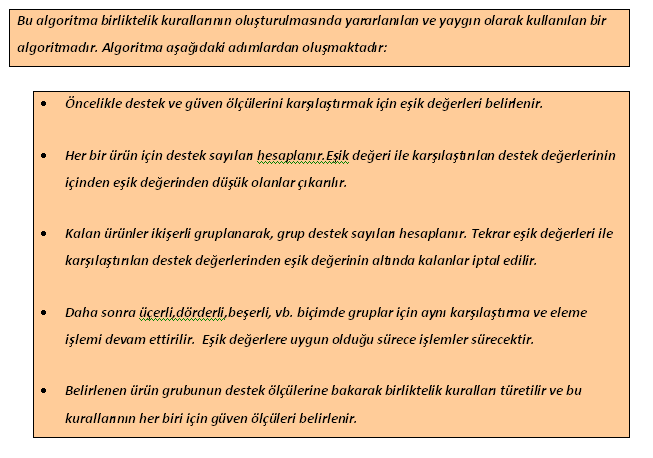 Bu algoritma birliktelik kurallarının oluşturulmasında yararlanılan ve yaygın olarak kullanılan bir
algoritmadır. Algoritma aşağıdaki adımlardan oluşmaktadır:
• Öncelikle destek ve güven ölçülerini karşılaştırmak için eşik değerleri belirlenir.
• Her bir ürün için destek sayıları hesaplanır.Eşik değeri ile karşılaştırılan destek değerlerinin
içinden eşik değerinden düşük olanlar çıkarılır.
• Kalan ürünler ikişerli gruplanarak, grup destek sayıları hesaplanır. Tekrar eşik değerleri ile
karşılaştırılan destek değerlerinden eşik değerinin altında kalanlar iptal edilir.
• Daha sonra üçerli,dörderli,beşerli, vb. biçimde gruplar için aynı karşılaştırma ve eleme
işlemi devam ettirilir. Eşik değerlere uygun olduğu sürece işlemler sürecektir.
• Belirlenen ürün grubunun destek ölçülerine bakarak birliktelik kuralları türetilir ve bu
kurallarının her biri için güven ölçüleri belirlenir.